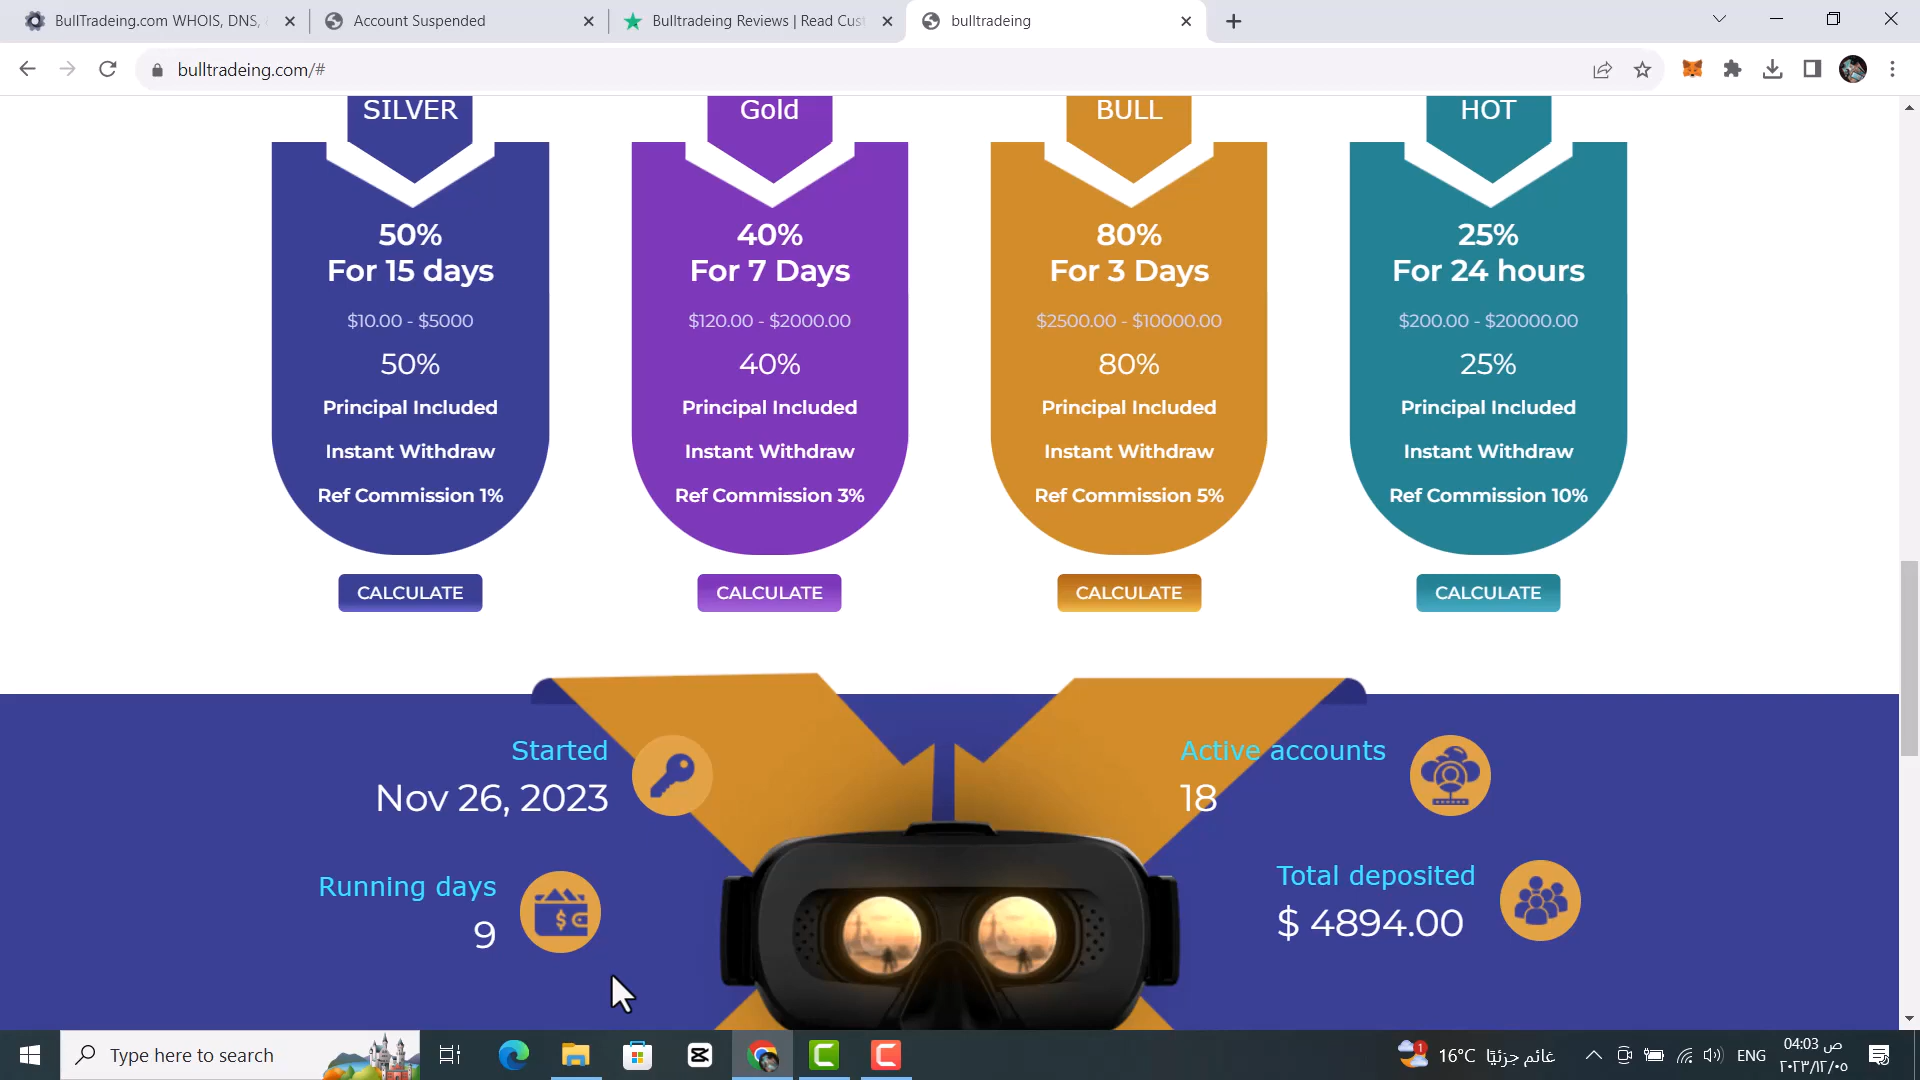 BullTradeing.com WHOIS, DNS,
Account Suspended
Bulltradeing Reviews | Read Cust
bulltradeing
bulltradeing.com/#
SILVER
50%
For 15 days
$10.00 - $5000
50%
Principal Included
Instant Withdraw
Ref Commission 1%
CALCULATE
Gold
40%
For 7 Days
$120.00 - $2000.00
40%
Principal Included
Instant Withdraw
Ref Commission 3%
CALCULATE
BULL
80%
For 3 Days
$2500.00 - $10000.00
80%
Principal Included
Instant Withdraw
Ref Commission 5%
CALCULATE
HOT
25%
For 24 hours
$200.00 - $20000.00
25%
Principal Included
Instant Withdraw
Ref Commission 10%
CALCULATE
Started
Nov 26, 2023
Running days
9
Active accounts
18
Total deposited
$ 4894.00
Type here to search
1
16°C غائم جزئيًا
ENG
04:03 ص
٢٠٢٣/١٢/٠٥